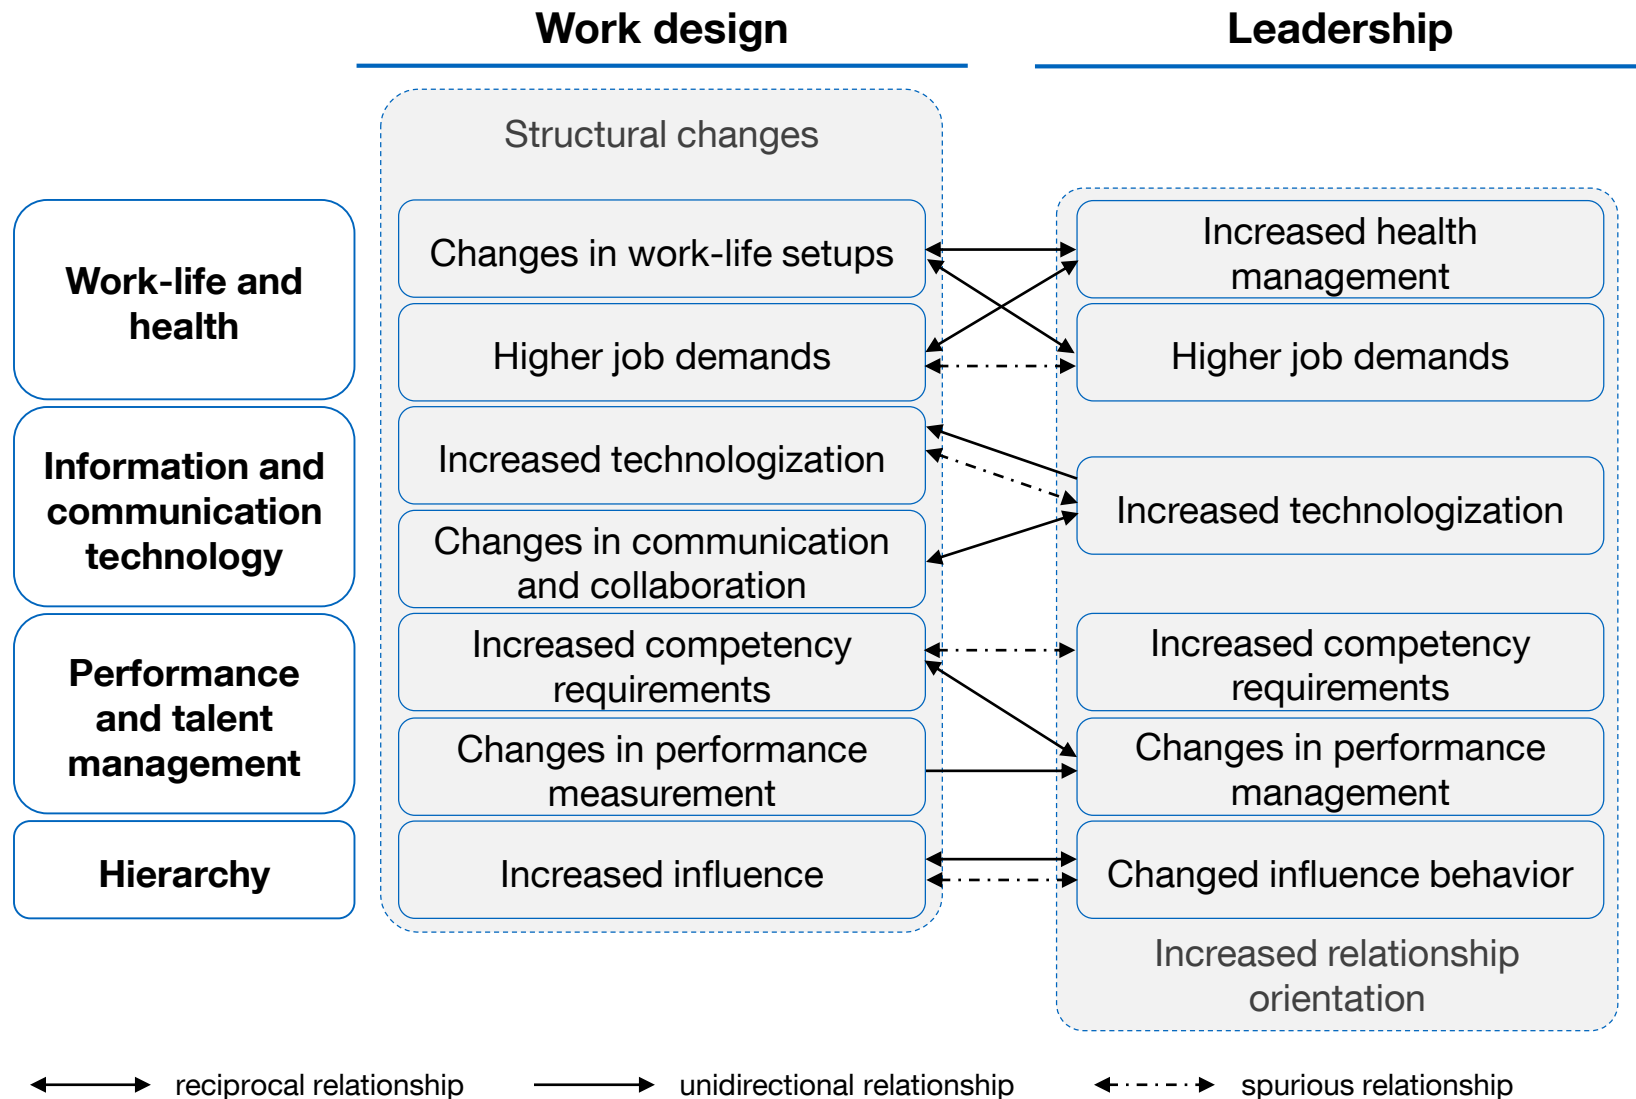 Work design
Leadership
Structural changes
Work-life and
health
Changes in work-life setups
Increased health
management
Higher job demands
Higher job demands
Information and
communication
technology
Increased technologization
Increased technologization
Changes in communication
and collaboration
Performance
and talent
management
Increased competency
requirements
Increased competency
requirements
Changes in performance
measurement
Changes in performance
management
Hierarchy
Increased influence
Changed influence behavior
Increased relationship
orientation
reciprocal relationship
unidirectional relationship
spurious relationship